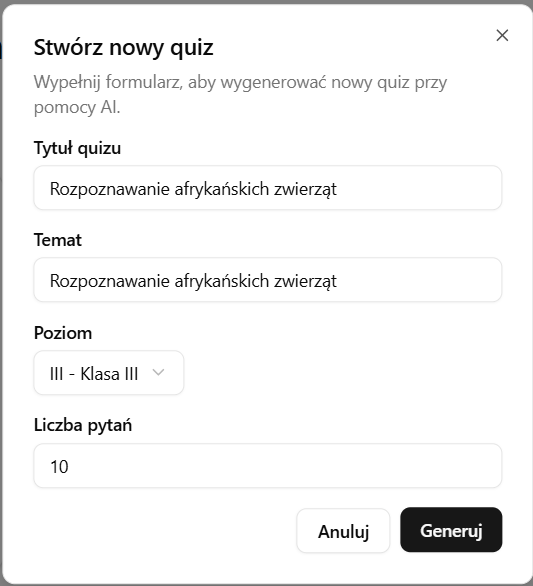 Stwórz nowy quiz
Wypełnij formularz, aby wygenerować nowy quiz przy
pomocy AI.
Tytuł quizu
Rozpoznawanie afrykańskich zwierząt
Temat
Rozpoznawanie afrykańskich zwierząt
Poziom
III - Klasa III
Liczba pytań
10
Anuluj
Generuj